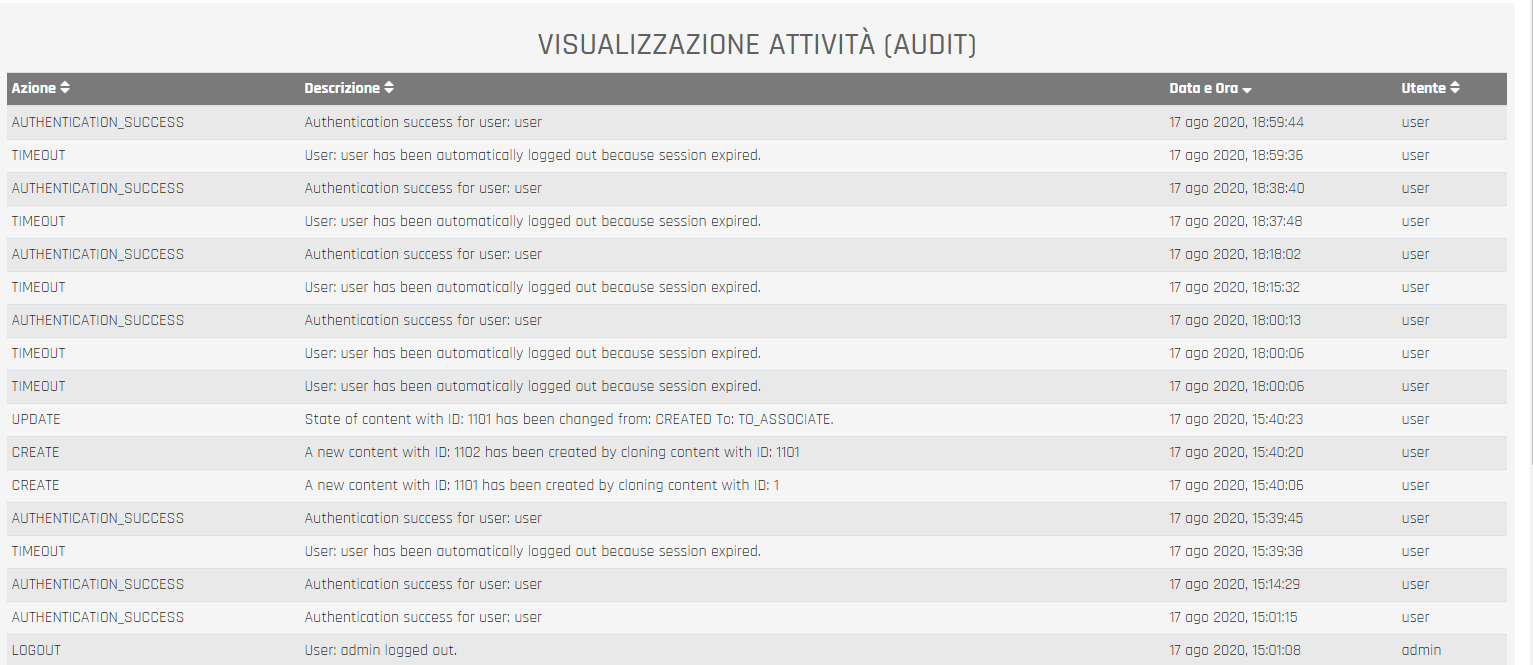 VISUALIZZAZIONE ATTIVITÀ (AUDIT)
Azione Descrizione Data e Ora Utente
AUTHENTICATION_SUCCESS Authentication success for user: user 17 ago 2020, 18:59:44 user
TIMEOUT User: user has been automatically logged out because session expired. 17 ago 2020, 18:59:36 user
AUTHENTICATION_SUCCESS Authentication success for user: user 17 ago 2020, 18:38:40 user
TIMEOUT User: user has been automatically logged out because session expired. 17 ago 2020, 18:37:48 user
AUTHENTICATION_SUCCESS Authentication success for user: user 17 ago 2020, 18:18:02 user
TIMEOUT User: user has been automatically logged out because session expired. 17 ago 2020, 18:15:32 user
AUTHENTICATION_SUCCESS Authentication success for user: user 17 ago 2020, 18:00:13 user
TIMEOUT User: user has been automatically logged out because session expired. 17 ago 2020, 18:00:06 user
TIMEOUT User: user has been automatically logged out because session expired. 17 ago 2020, 18:00:06 user
UPDATE State of content with ID: 1101 has been changed from: CREATED To: TO_ASSOCIATE. 17 ago 2020, 15:40:23 user
CREATE A new content with ID: 1102 has been created by cloning content with ID: 1101 17 ago 2020, 15:40:20 user
CREATE A new content with ID: 1101 has been created by cloning content with ID: 1 17 ago 2020, 15:40:06 user
AUTHENTICATION_SUCCESS Authentication success for user: user 17 ago 2020, 15:39:45 user
TIMEOUT User: user has been automatically logged out because session expired. 17 ago 2020, 15:39:38 user
AUTHENTICATION_SUCCESS Authentication success for user: user 17 ago 2020, 15:14:29 user
AUTHENTICATION_SUCCESS Authentication success for user: user 17 ago 2020, 15:01:15 user
LOGOUT User: admin logged out. 17 ago 2020, 15:01:08 admin